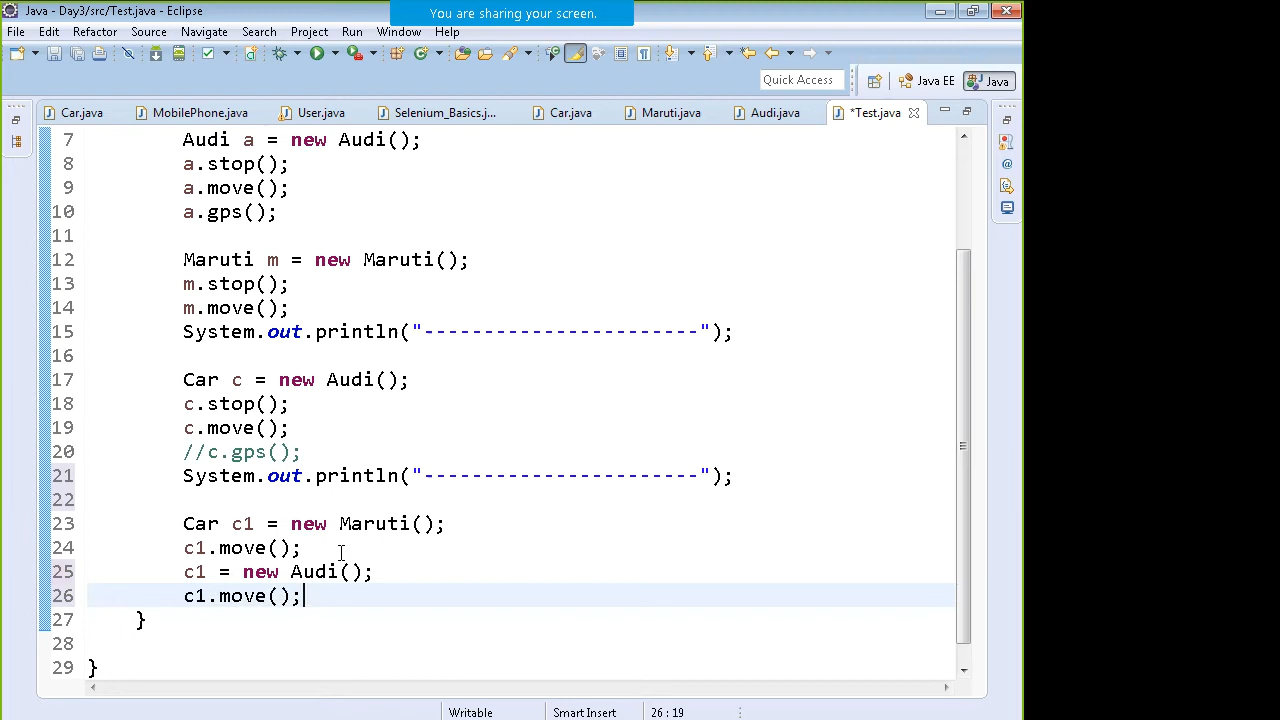 Java - Day3/src/Test.java - Eclipse
You are sharing your screen.
File Edit Refactor Source Navigate Search Project Run Window Help
Quick Access
Java EE
Java
Car.java
MobilePhone.java
User.java
Selenium_Basics.j...
Car.java
Maruti.java
Audi.java
*Test.java
7 Audi a = new Audi();
8 a.stop();
9 a.move();
10 a.gps();
11
12 Maruti m = new Maruti();
13 m.stop();
14 m.move();
15 System.out.println("-----------------------");
16
17 Car c = new Audi();
18 c.stop();
19 c.move();
20 //c.gps();
21 System.out.println("-----------------------");
22
23 Car c1 = new Maruti();
24 c1.move();
25 c1 = new Audi();
26 c1.move();
27 }
28
29 }
Writable Smart Insert 26 : 19